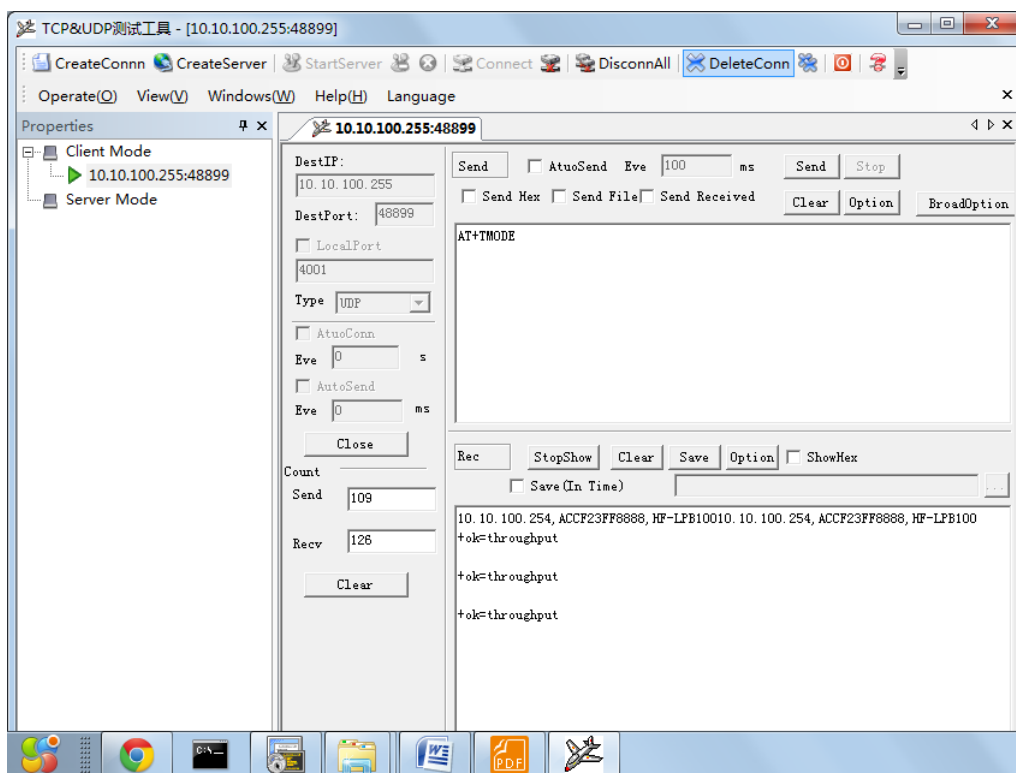 TCP&UDP测试工具 - [10.10.100.255:48899]
CreateConnn CreateServer StartServer Connect DisconnAll DeleteConn
Operate(O) View(V) Windows(W) Help(H) Language
Properties
Client Mode
10.10.100.255:48899
Server Mode
10.10.100.255:48899
DestIP:
10.10.100.255
DestPort: 48899
LocalPort
4001
Type UDP
AtuoConn
Eve 0 s
AutoSend
Eve 0 ms
Close
Count
Send 109
Recv 126
Clear
Send AtuoSend Eve 100 ms Send Stop
Send Hex Send File Send Received Clear Option BroadOption
AT+TMODE
Rec StopShow Clear Save Option ShowHex
Save(In Time) ...
10.10.100.254, ACCF23FF8888, HF-LPB10010.10.100.254, ACCF23FF8888, HF-LPB100
+ok=throughput
+ok=throughput
+ok=throughput
C:\_
PDF